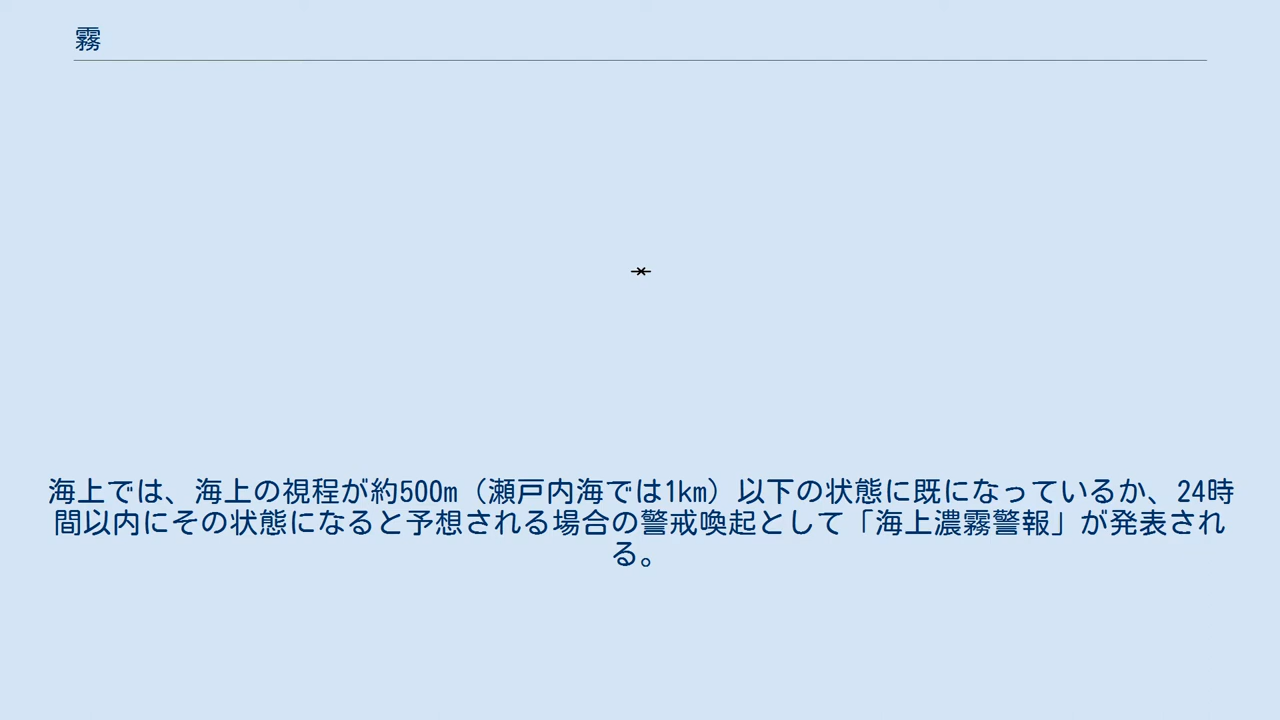 霧
海上では、海上の視程が約500m（瀬戸内海では1km）以下の状態に既になっているか、24時
間以内にその状態になると予想される場合の警戒喚起として「海上濃霧警報」が発表され
る。